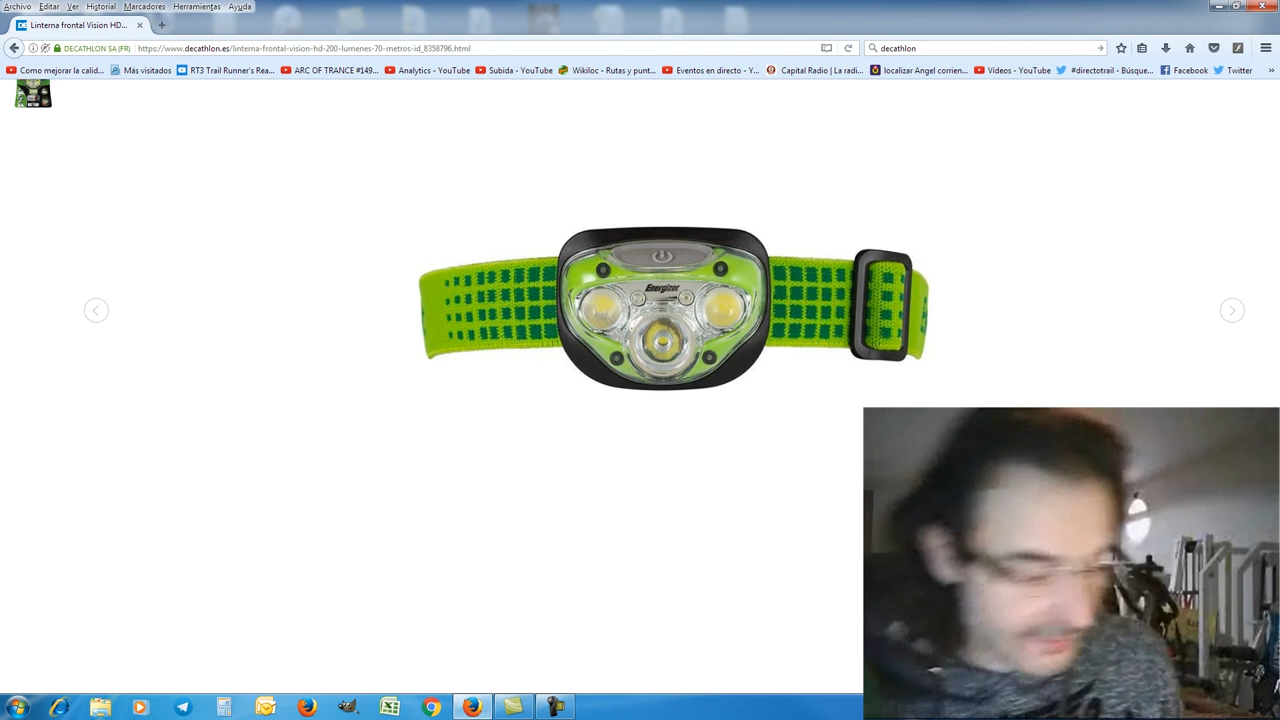 Archivo Editar Ver Historial Marcadores Herramientas Ayuda
Linterna frontal Vision HD...
DECATHLON SA (FR) https://www.decathlon.es/linterna-frontal-vision-hd-200-lumenes-70-metros-id_8358796.html decathlon
Como mejorar la calid... Más visitados RT3 Trail Runner's Rea... ARC OF TRANCE #149... Analytics - YouTube Subida - YouTube Wikiloc - Rutas y punt... Eventos en directo - Y... Capital Radio | La radi... localizar Angel corrien... Vídeos - YouTube #directotrail - Búsque... Facebook Twitter
Energizer